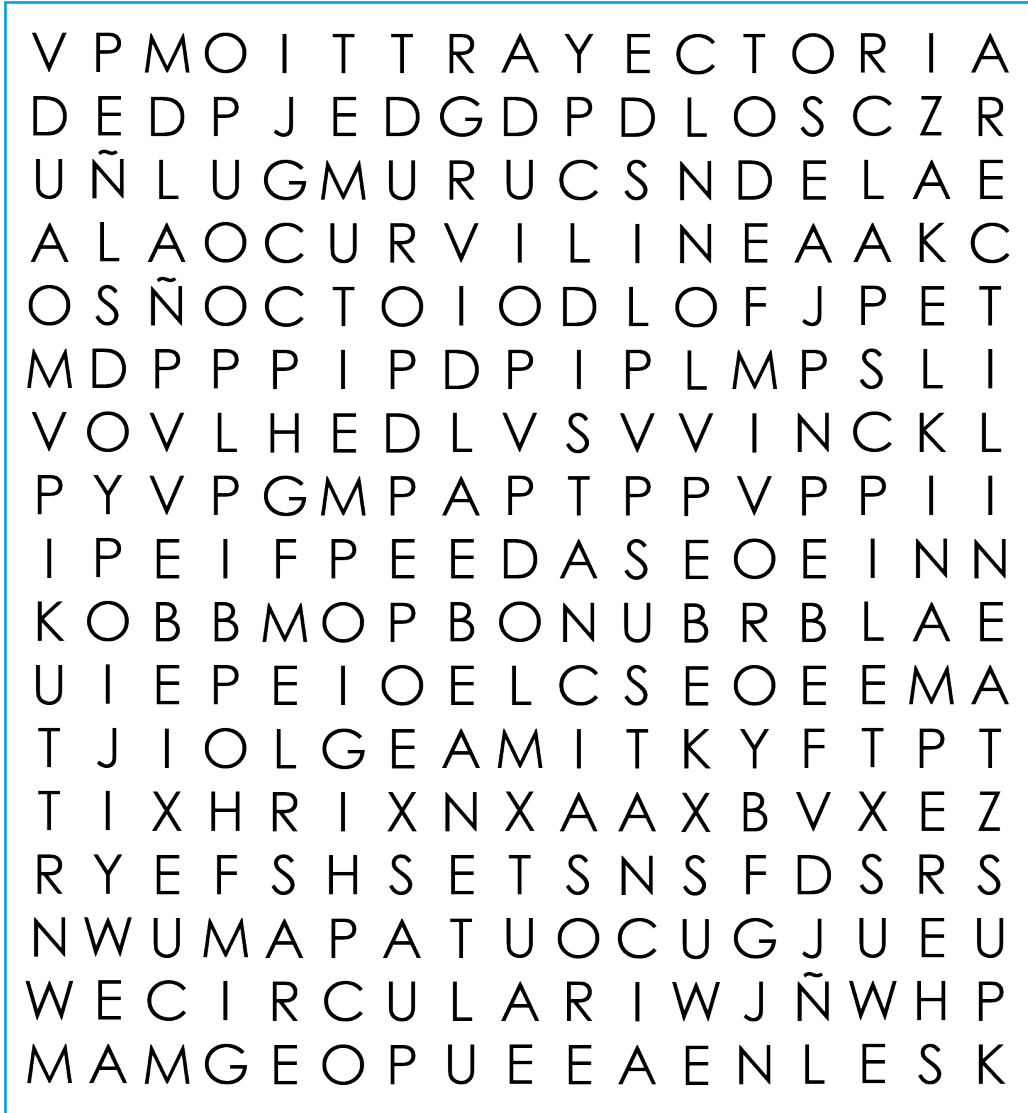 V P M O I T T R A Y E C T O R I A
D E D P J E D G D P D L O S C Z R
U Ñ L U G M U R U C S N D E L A E
A L A O C U R V I L I N E A A K C
O S Ñ O C T O I O D L O F J P E T
M D P P P I P D P I P L M P S L I
V O V L H E D L V S V V I N C K L
P Y V P G M P A P T P P V P P I I
I P E I F P E E D A S E O E I N N
K O B B M O P B O N U B R B L A E
U I E P E I O E L C S E O E E M A
T J I O L G E A M I T K Y F T P T
T I X H R I X N X A A X B V X E Z
R Y E F S H S E T S N S F D S R S
N W U M A P A T U O C U G J U E U
W E C I R C U L A R I W J Ñ W H P
M A M G E O P U E E A E N L E S K